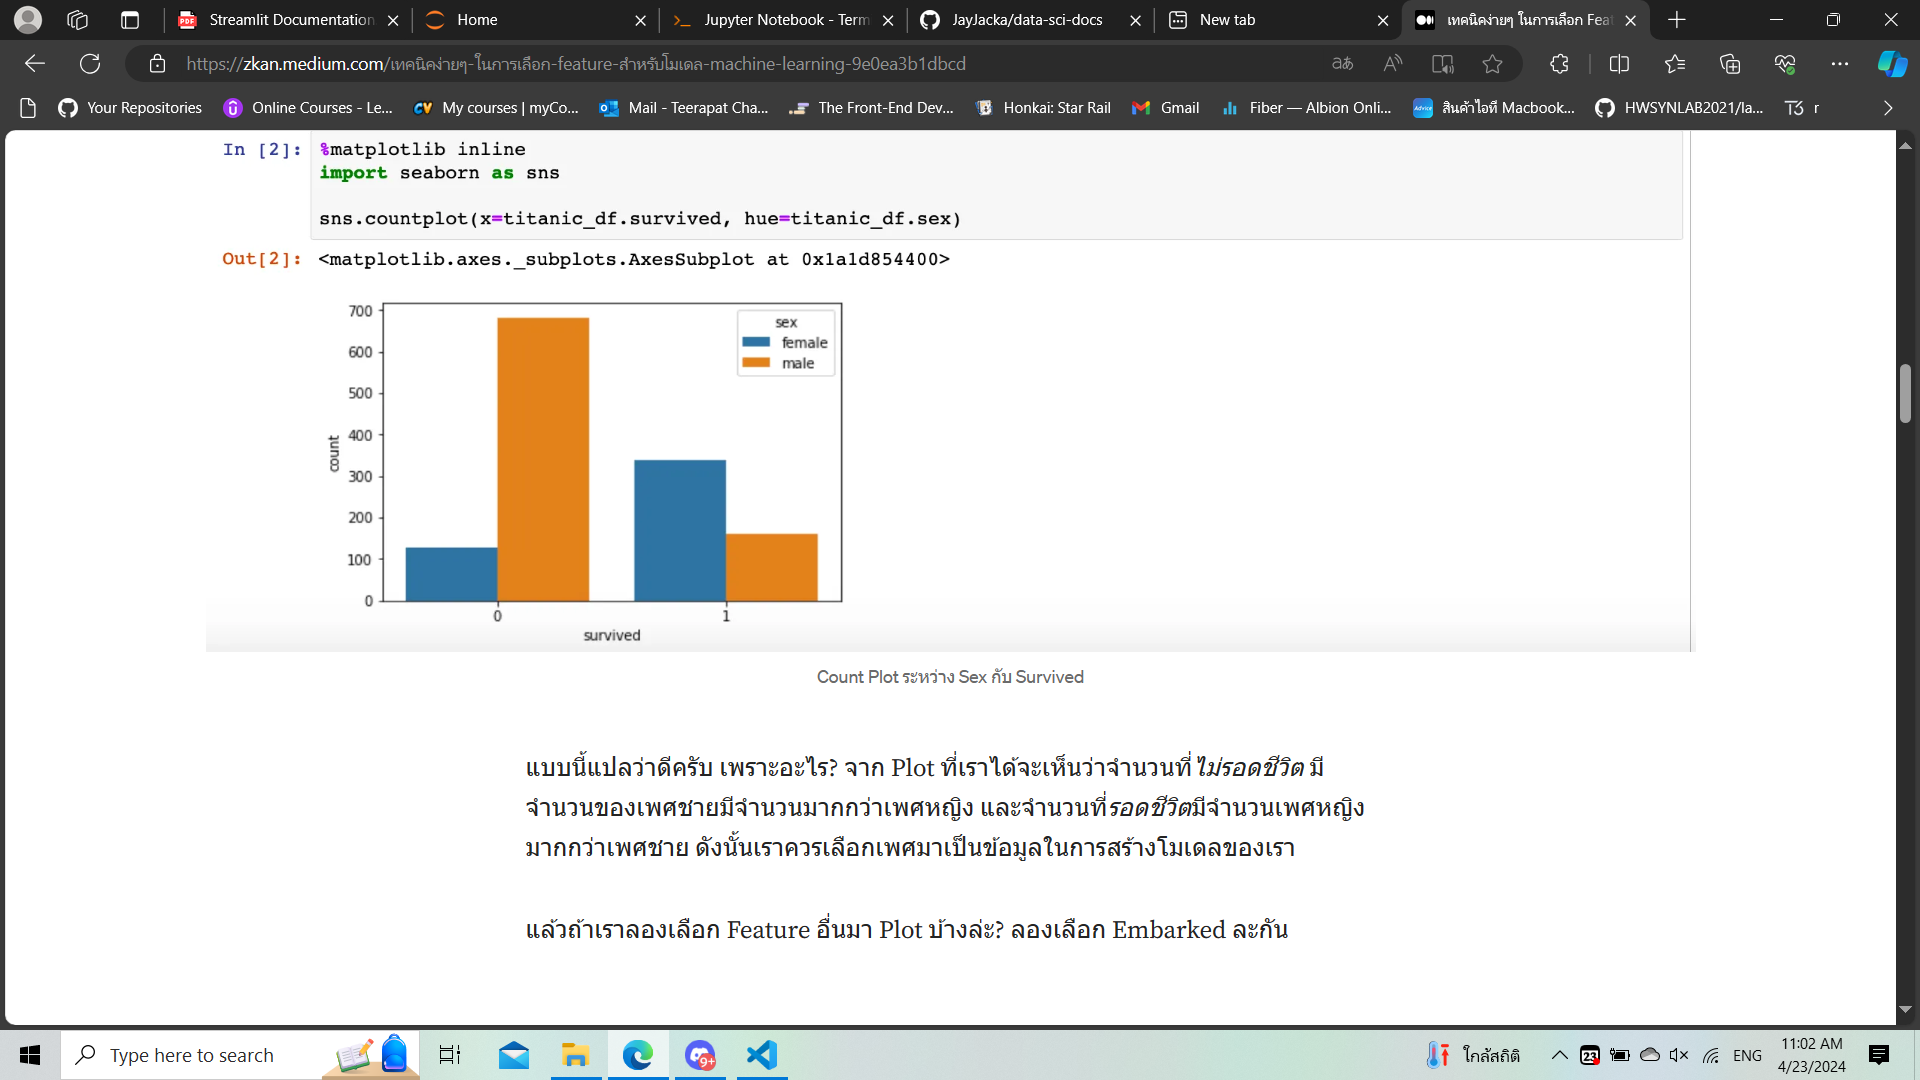 Streamlit Documentation
Home
Jupyter Notebook - Term
JayJacka/data-sci-docs
New tab
เทคนิคง่ายๆ ในการเลือก Feat
https://zkan.medium.com/เทคนิคง่ายๆ-ในการเลือก-feature-สำหรับโมเดล-machine-learning-9e0ea3b1dbcd
Your Repositories
Online Courses - Le...
My courses | myCo...
Mail - Teerapat Cha...
The Front-End Dev...
Honkai: Star Rail
Gmail
Fiber — Albion Onli...
สินค้าไอที Macbook...
HWSYNLAB2021/la...
r
In [2]: %matplotlib inline
import seaborn as sns
sns.countplot(x=titanic_df.survived, hue=titanic_df.sex)
Out[2]: <matplotlib.axes._subplots.AxesSubplot at 0x1a1d854400>
700
600
500
400
300
200
100
0
count
sex
female
male
0 1
survived
Count Plot ระหว่าง Sex กับ Survived
แบบนี้แปลว่าดีครับ เพราะอะไร? จาก Plot ที่เราได้จะเห็นว่าจำนวนที่ไม่รอดชีวิต มี
จำนวนของเพศชายมีจำนวนมากกว่าเพศหญิง และจำนวนที่รอดชีวิตมีจำนวนเพศหญิง
มากกว่าเพศชาย ดังนั้นเราควรเลือกเพศมาเป็นข้อมูลในการสร้างโมเดลของเรา
แล้วถ้าเราลองเลือก Feature อื่นมา Plot บ้างล่ะ? ลองเลือก Embarked ละกัน
Type here to search
9+
ใกล้สถิติ
23
ENG
11:02 AM
4/23/2024